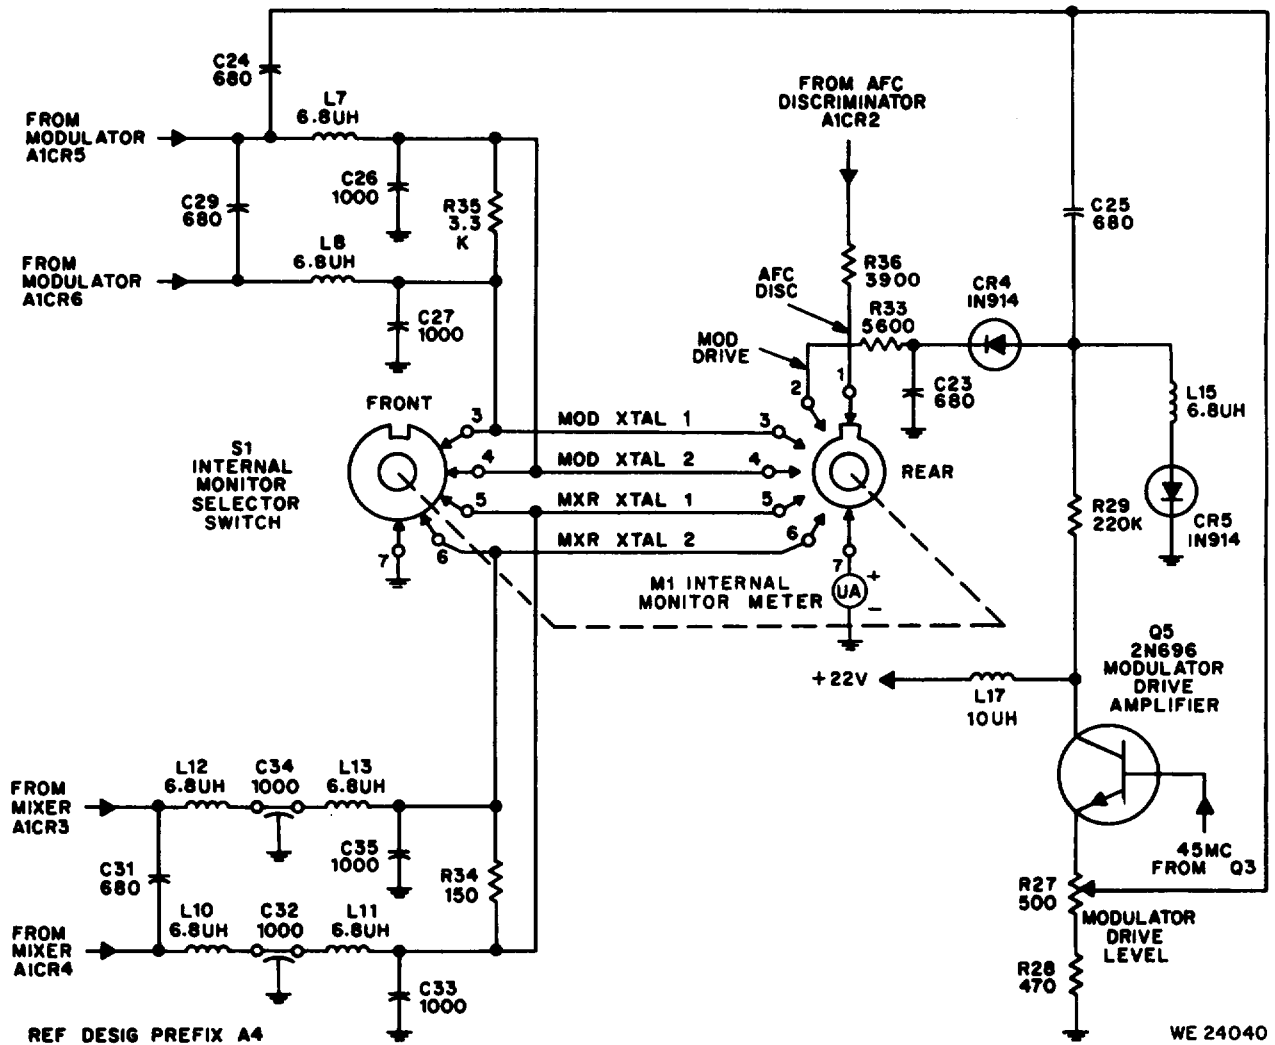 C24
680
L7
6.8UH
FROM
MODULATOR
A1CR5
C26
1000
C29
680
R35
3.3
K
FROM AFC
DISCRIMINATOR
A1CR2
C25
680
L8
6.8UH
FROM
MODULATOR
A1CR6
C27
1000
R36
3900
AFC
DISC
R33
5600
CR4
IN914
MOD
DRIVE
C23
680
L15
6.8UH
FRONT
S1
INTERNAL
MONITOR
SELECTOR
SWITCH
3
MOD XTAL 1
3
4
MOD XTAL 2
4
5
MXR XTAL 1
5
6
MXR XTAL 2
6
7
2
1
REAR
7
R29
220K
CR5
IN914
M1 INTERNAL
MONITOR METER
UA
+
−
+22V
L17
10UH
Q5
2N696
MODULATOR
DRIVE
AMPLIFIER
45MC
FROM Q3
L12
6.8UH
C34
1000
L13
6.8UH
FROM
MIXER
A1CR3
C35
1000
C31
680
R34
150
L10
6.8UH
C32
1000
L11
6.8UH
FROM
MIXER
A1CR4
C33
1000
R27
500
MODULATOR
DRIVE
LEVEL
R28
470
REF DESIG PREFIX A4
WE 24040